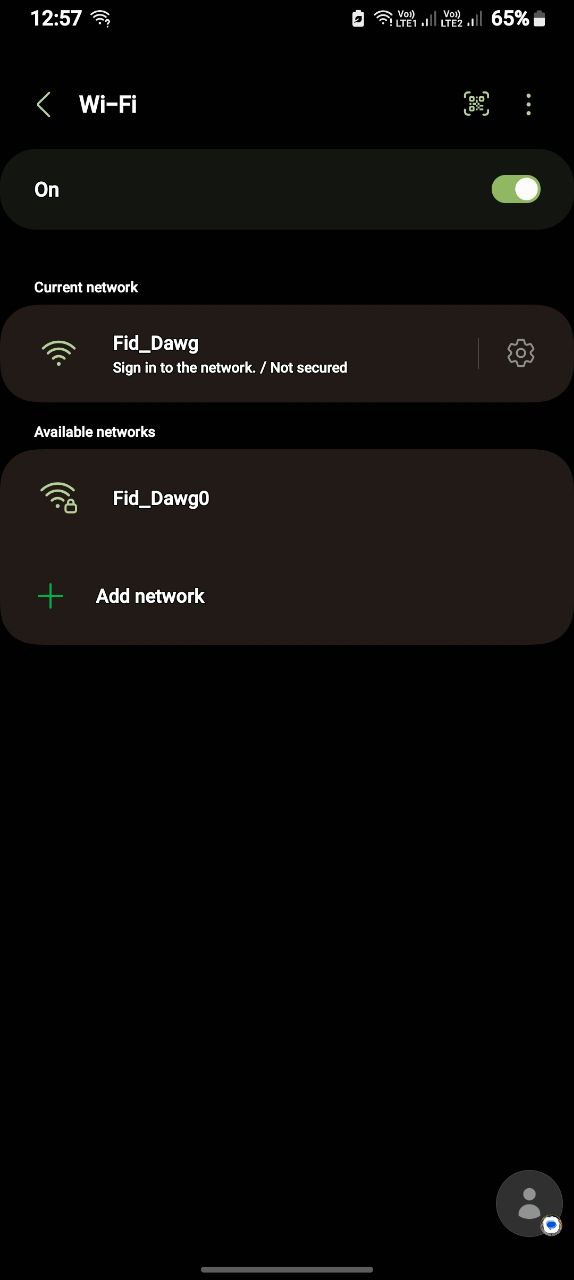 12:57
Vo)) LTE1 Vo)) LTE2 65%
Wi-Fi
On
Current network
Fid_Dawg
Sign in to the network. / Not secured
Available networks
Fid_Dawg0
Add network